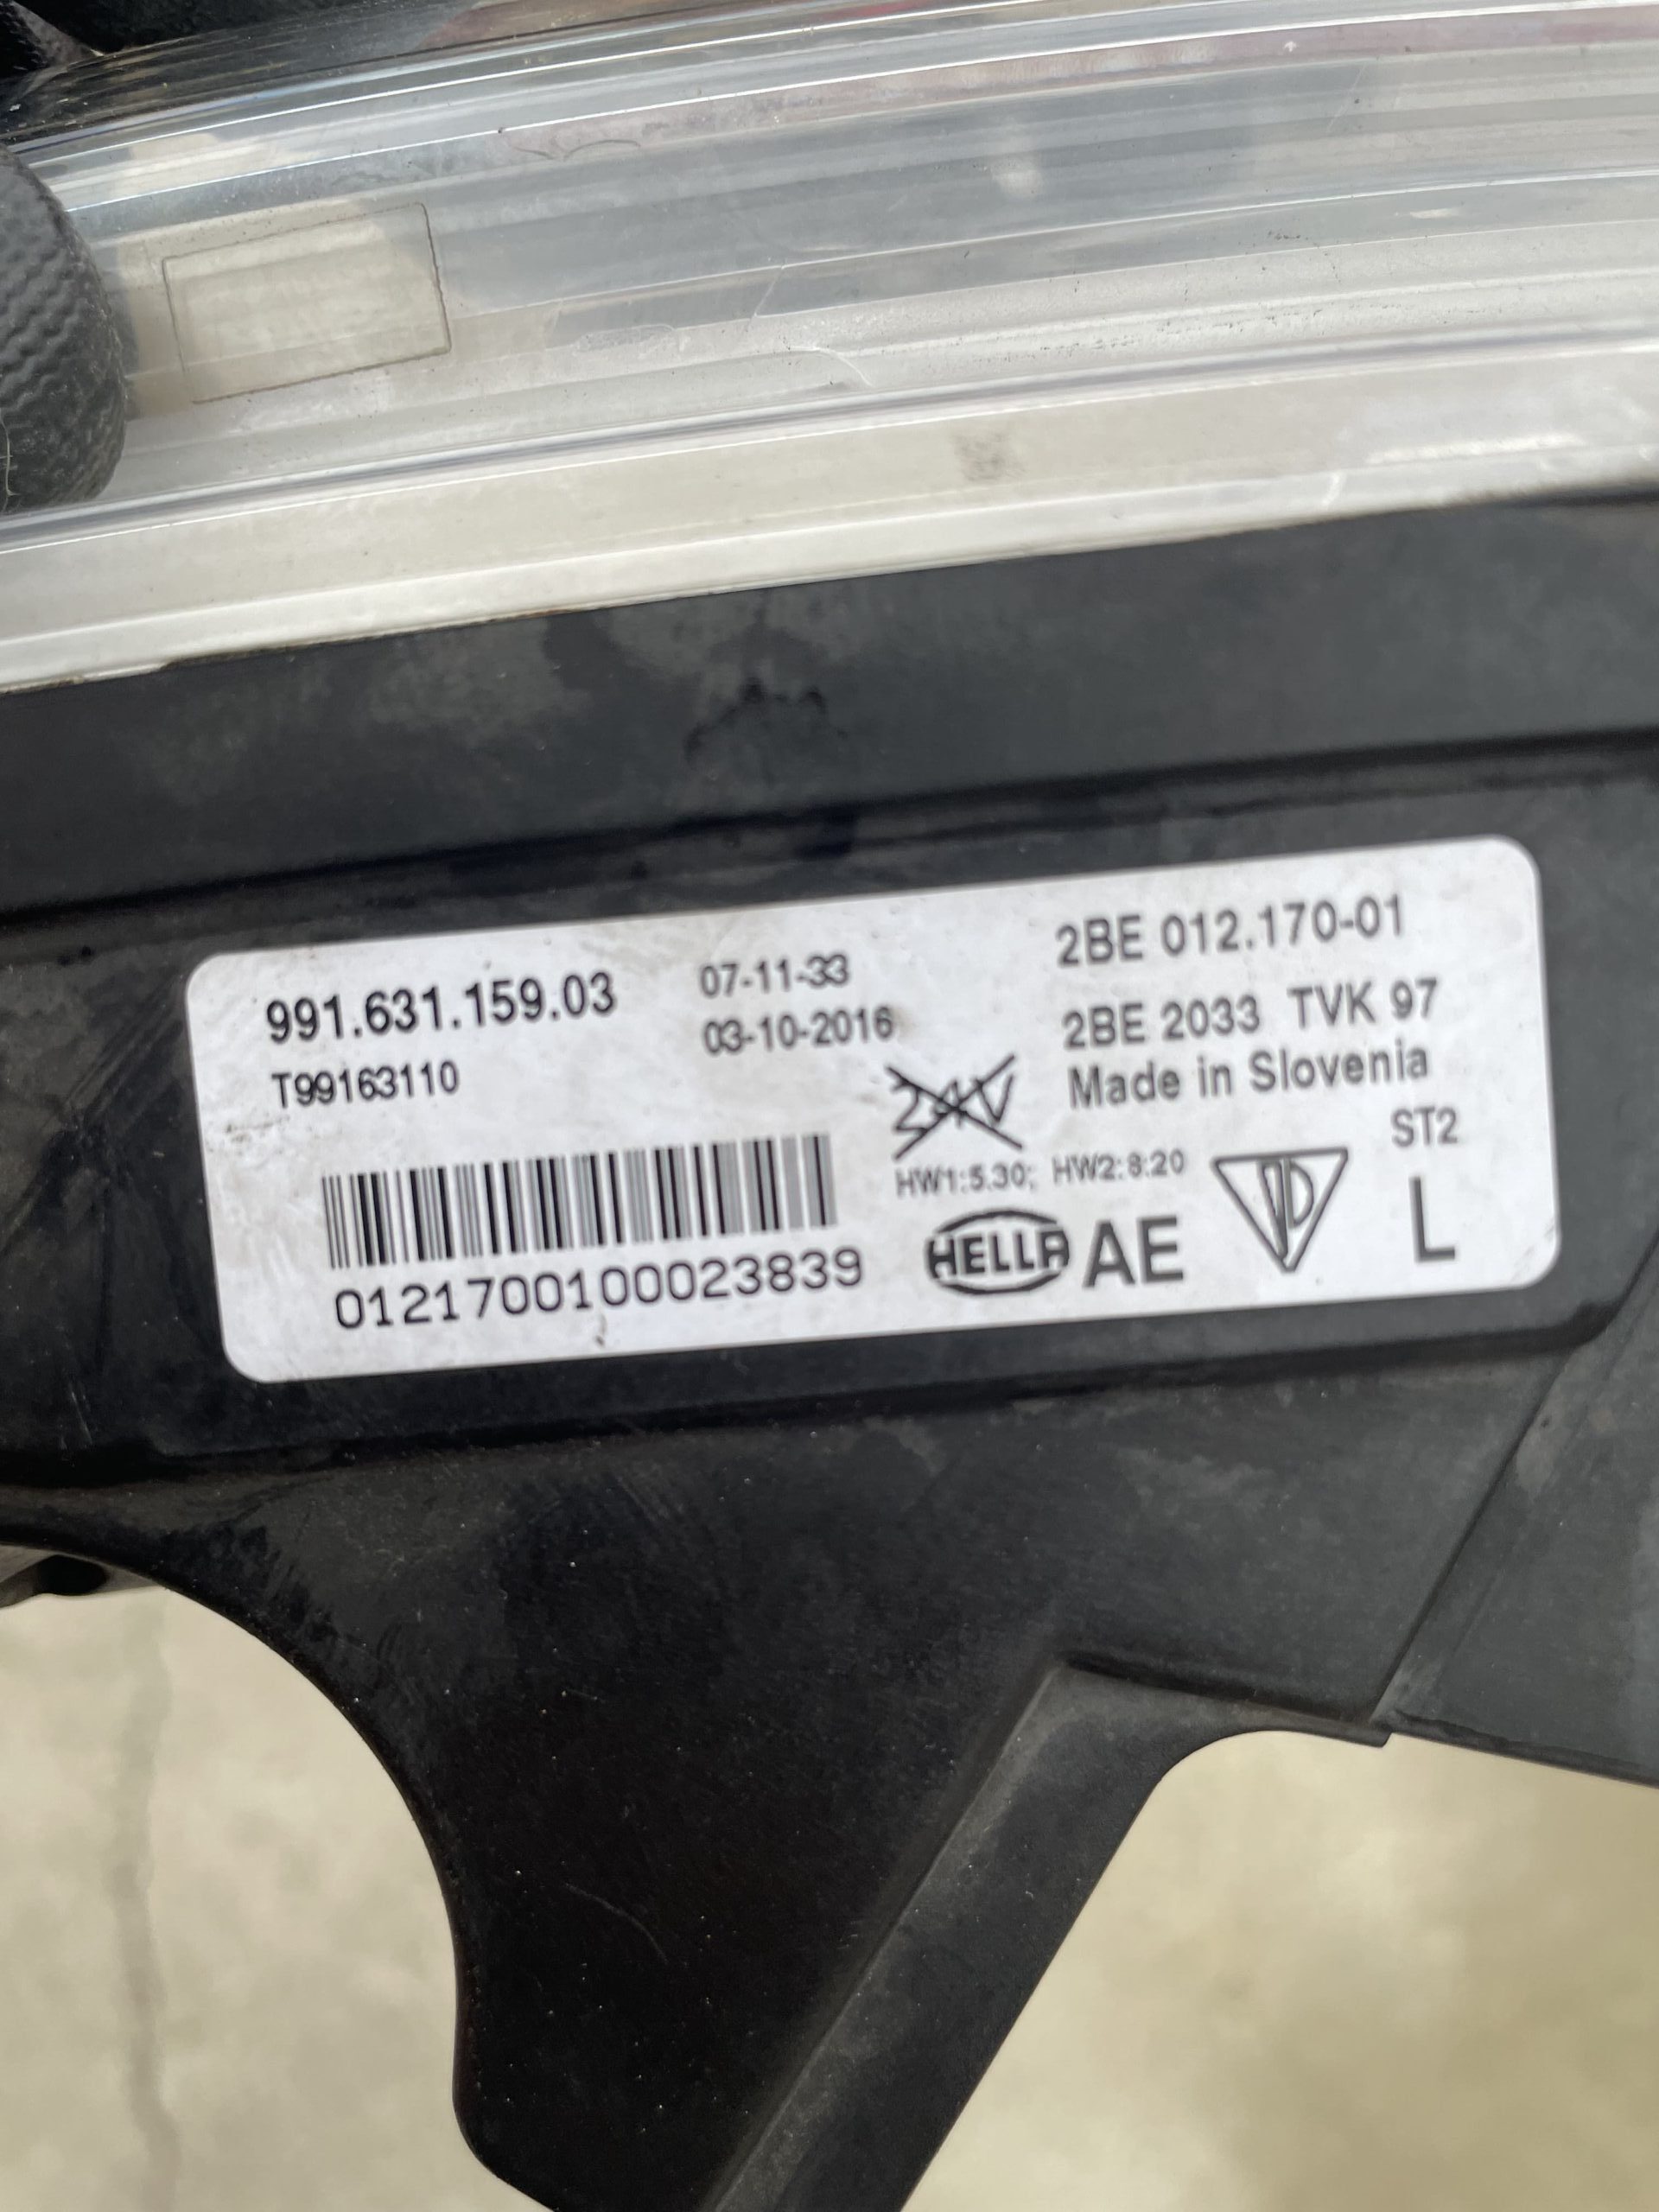 991.631.159.03
T99163110
07-11-33
03-10-2016
2BE 012.170-01
2BE 2033 TVK 97
Made in Slovenia
24V
ST2
HW1:5.30; HW2:8:20
HELLA AE
L
0121700100023839